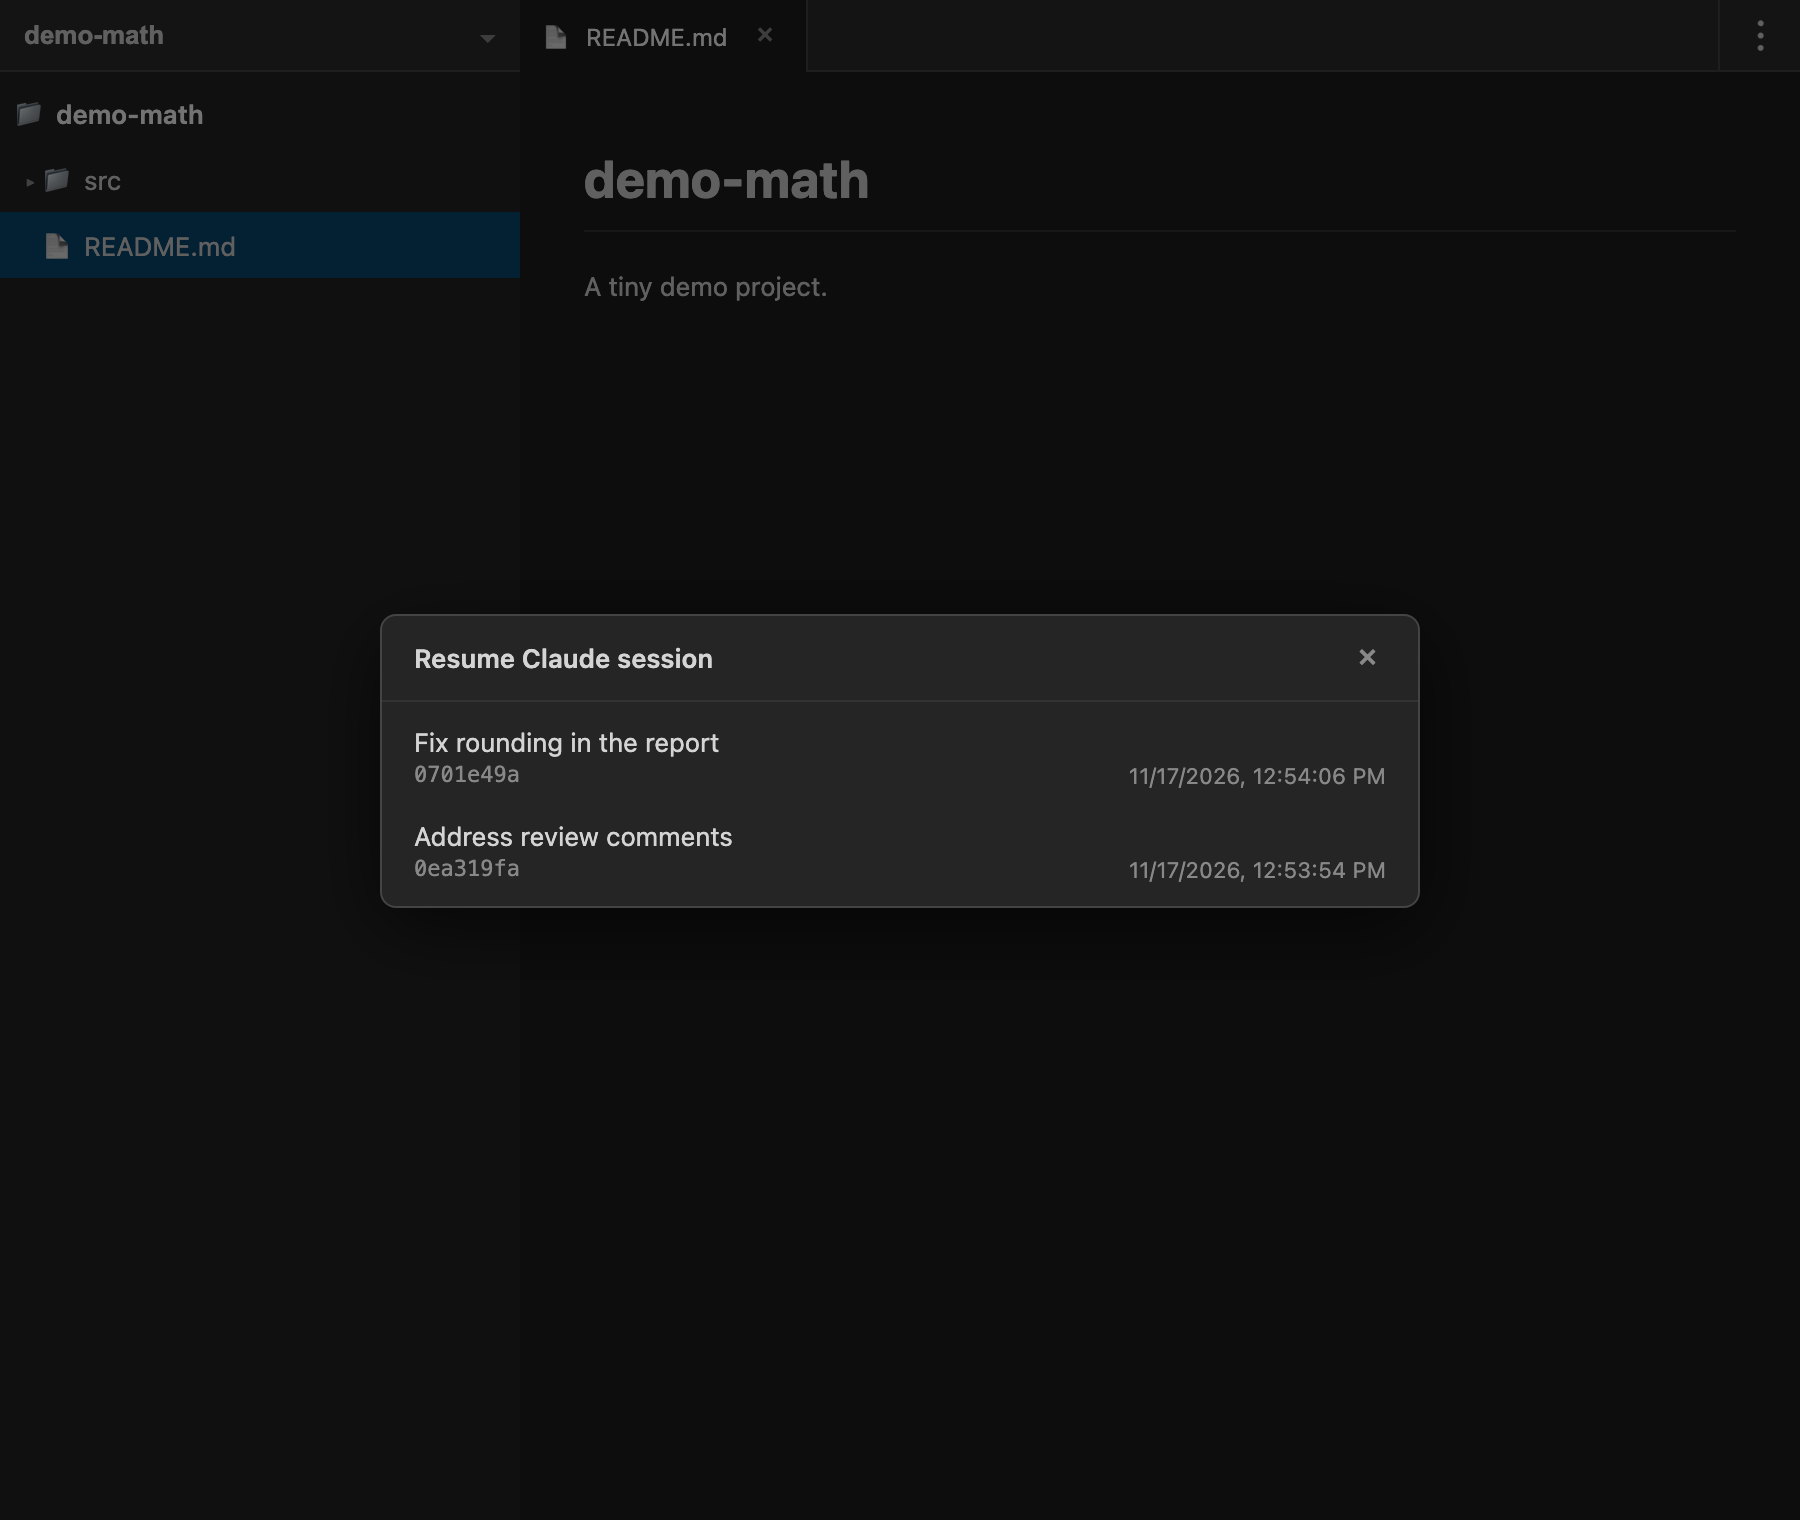 demo-math
README.md
demo-math
src
README.md
demo-math
A tiny demo project.
Resume Claude session
Fix rounding in the report
0701e49a
11/17/2026, 12:54:06 PM
Address review comments
0ea319fa
11/17/2026, 12:53:54 PM